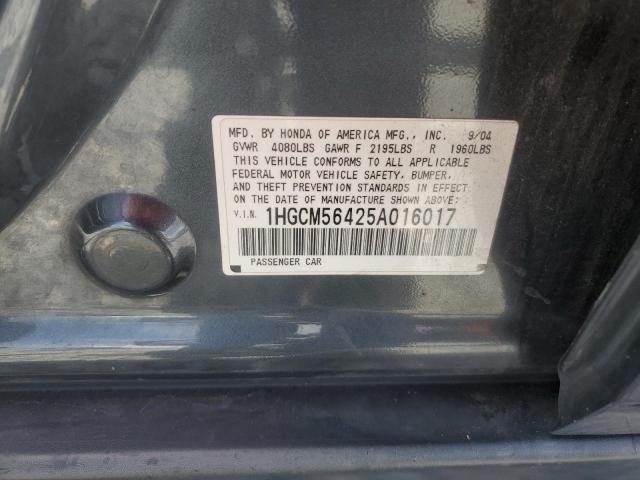 MFD. BY HONDA OF AMERICA MFG., INC. 9/04
GVWR 4080LBS GAWR F 2195LBS R 1960LBS
THIS VEHICLE CONFORMS TO ALL APPLICABLE
FEDERAL MOTOR VEHICLE SAFETY, BUMPER,
AND THEFT PREVENTION STANDARDS IN EFFECT
ON THE DATE OF MANUFACTURE SHOWN ABOVE.
V.I.N. 1HGCM56425A016017
PASSENGER CAR